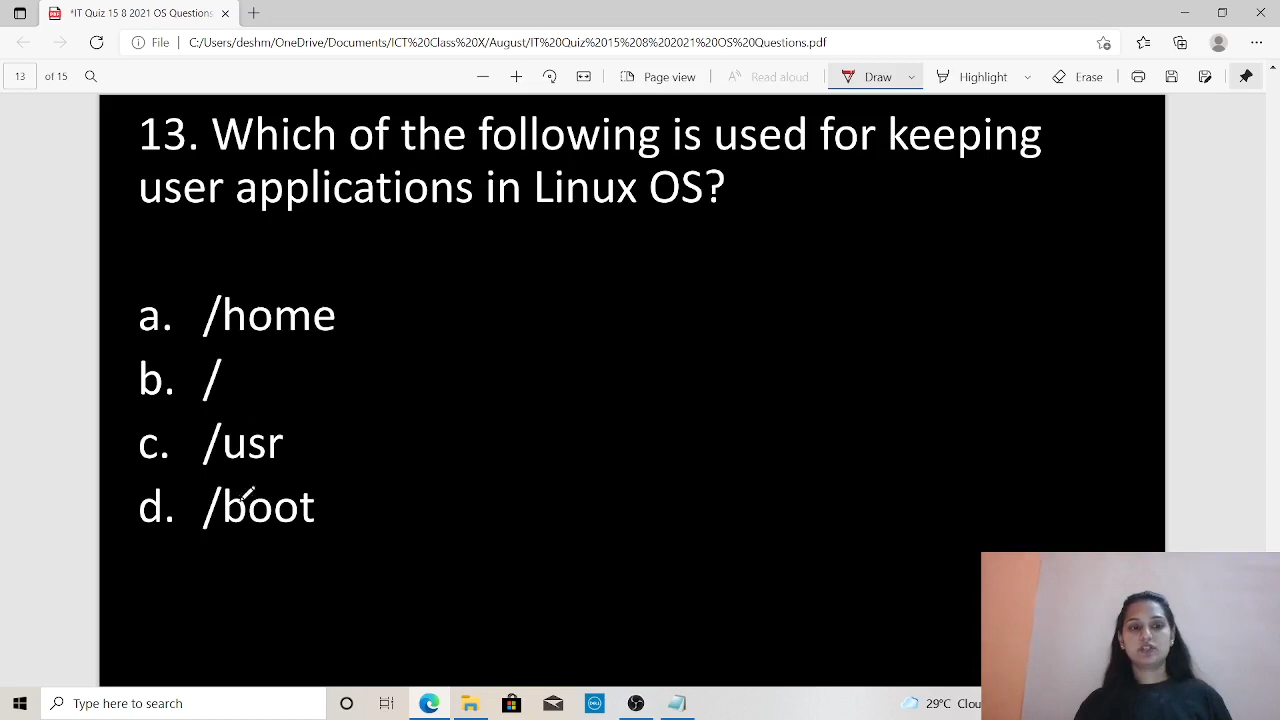 *IT Quiz 15 8 2021 OS Questions.
File
C:/Users/deshm/OneDrive/Documents/ICT%20Class%20X/August/IT%20Quiz%2015%208%202021%20OS%20Questions.pdf
13 of 15
Page view
Read aloud
Draw
Highlight
Erase
13. Which of the following is used for keeping
user applications in Linux OS?
a. /home
b. /
c. /usr
d. /boot
Type here to search
29°C Clou